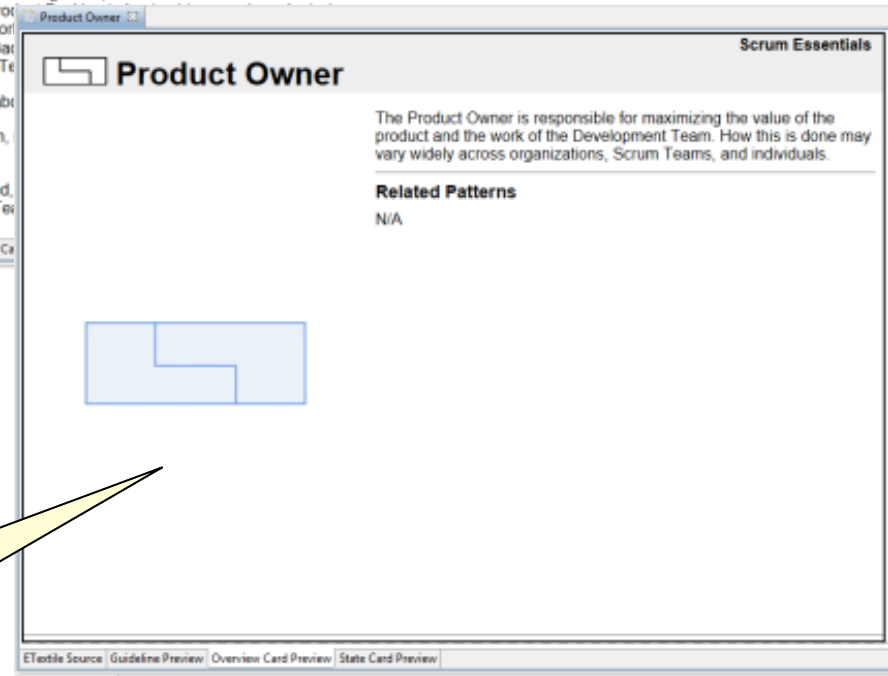 Product Owner
Scrum Essentials
Product Owner
The Product Owner is responsible for maximizing the value of the
product and the work of the Development Team. How this is done may
vary widely across organizations, Scrum Teams, and individuals.
Related Patterns
N/A
EText​ile Source Guideline Preview Overview Card Preview State Card Preview